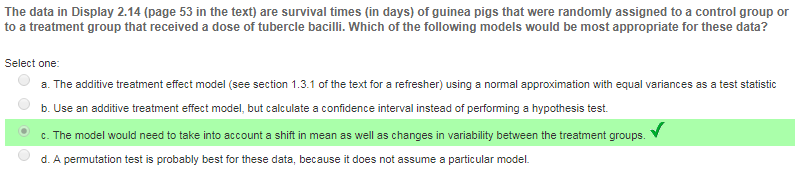 The data in Display 2.14 (page 53 in the text) are survival times (in days) of guinea pigs that were randomly assigned to a control group or
to a treatment group that received a dose of tubercle bacilli. Which of the following models would be most appropriate for these data?
Select one:
a. The additive treatment effect model (see section 1.3.1 of the text for a refresher) using a normal approximation with equal variances as a test statistic
b. Use an additive treatment effect model, but calculate a confidence interval instead of performing a hypothesis test.
c. The model would need to take into account a shift in mean as well as changes in variability between the treatment groups.
d. A permutation test is probably best for these data, because it does not assume a particular model.